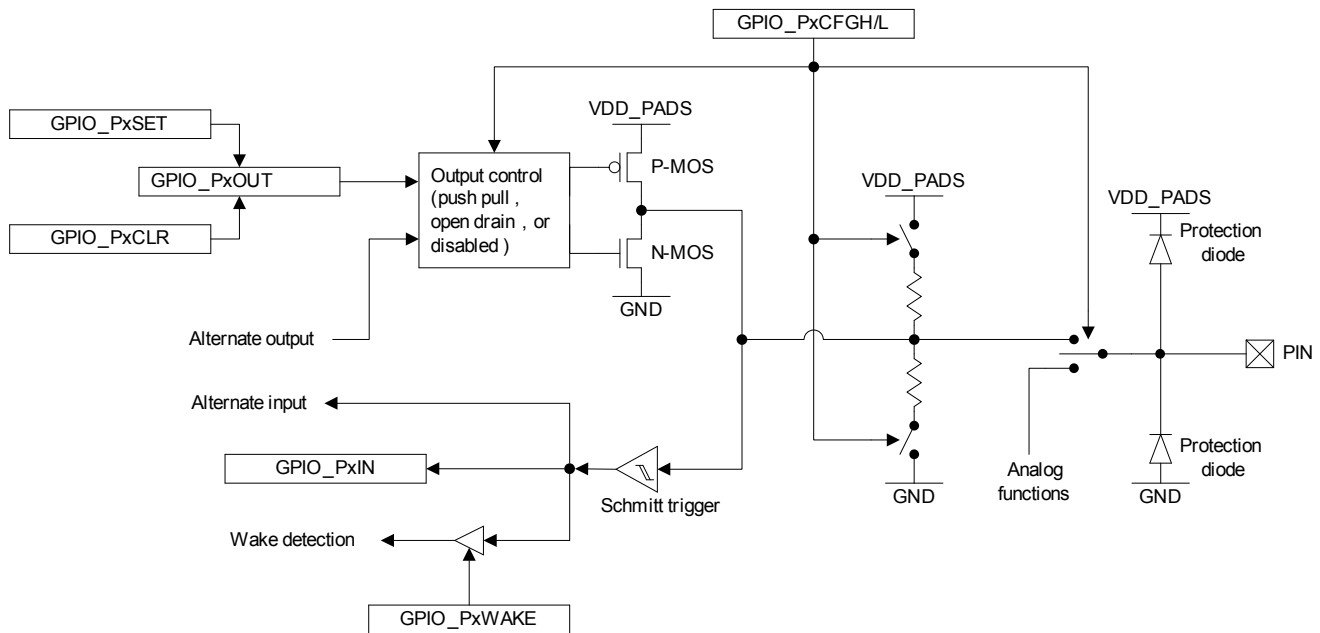 GPIO_PxCFGH/L
GPIO_PxSET
VDD_PADS
GPIO_PxOUT
Output control
(push pull ,
open drain , or
disabled )
P-MOS
VDD_PADS
VDD_PADS
GPIO_PxCLR
N-MOS
Protection
diode
GND
Alternate output
PIN
Alternate input
GPIO_PxIN
Schmitt trigger
Analog
functions
Protection
diode
GND
GND
Wake detection
GPIO_PxWAKE